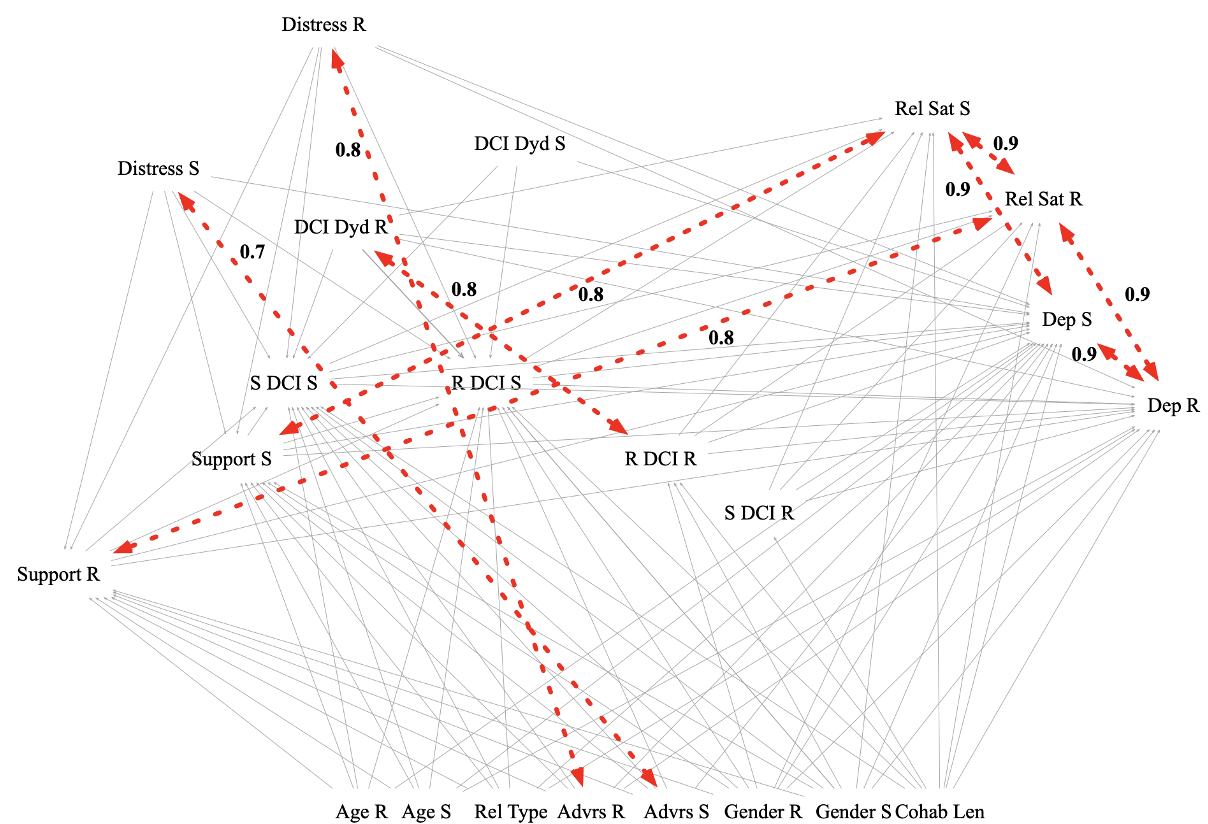 Distress R
Rel Sat S
DCI Dyd S
0.8
0.9
Distress S
0.9
Rel Sat R
DCI Dyd R
0.7
0.8
0.8
0.9
Dep S
0.8
0.9
S DCI S
R DCI S
Dep R
Support S
R DCI R
S DCI R
Support R
Age R
Age S
Rel Type
Advrs R
Advrs S
Gender R
Gender S
Cohab Len